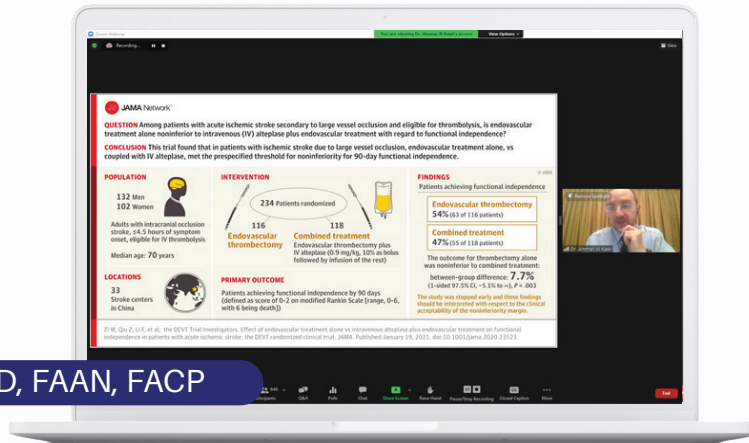 You are viewing Dr. Ammar Al Kawi's screen View Options
Recording...
View
JAMA Network
QUESTION Among patients with acute ischemic stroke secondary to large vessel occlusion and eligible for thrombolysis, is endovascular
treatment alone noninferior to intravenous (IV) alteplase plus endovascular treatment with regard to functional independence?
CONCLUSION This trial found that in patients with ischemic stroke due to large vessel occlusion, endovascular treatment alone, vs
coupled with IV alteplase, met the prespecified threshold for noninferiority for 90-day functional independence.
© AMA
POPULATION
132 Men
102 Women
Adults with intracranial occlusion
stroke, ≤4.5 hours of symptom
onset, eligible for IV thrombolysis
Median age: 70 years
LOCATIONS
33
Stroke centers
in China
INTERVENTION
234 Patients randomized
116
Endovascular
thrombectomy
118
Combined treatment
Endovascular thrombectomy plus
IV alteplase (0.9 mg/kg, 10% as bolus
followed by infusion of the rest)
PRIMARY OUTCOME
Patients achieving functional independence by 90 days
(defined as score of 0-2 on modified Rankin Scale [range, 0-6,
with 6 being death])
FINDINGS
Patients achieving functional independence
Endovascular thrombectomy
54% (63 of 116 patients)
Combined treatment
47% (55 of 118 patients)
The outcome for thrombectomy alone
was noninferior to combined treatment:
between-group difference: 7.7%
(1-sided 97.5% CI, −5.1% to ∞), P = .003
The study was stopped early and these findings
should be interpreted with respect to the clinical
acceptability of the noninferiority margin.
Zi W, Qiu Z, Li F, et al; the DEVT Trial Investigators. Effect of endovascular treatment alone vs intravenous alteplase plus endovascular treatment on functional
independence in patients with acute ischemic stroke: the DEVT randomized clinical trial. JAMA. Published January 19, 2021. doi:10.1001/jama.2020.23523
Dr. Ammar Al Kawi
D, FAAN, FACP
Q&A
Polls
Chat
Share Screen
Raise Hand
Pause/Stop Recording
Closed Caption
More
End